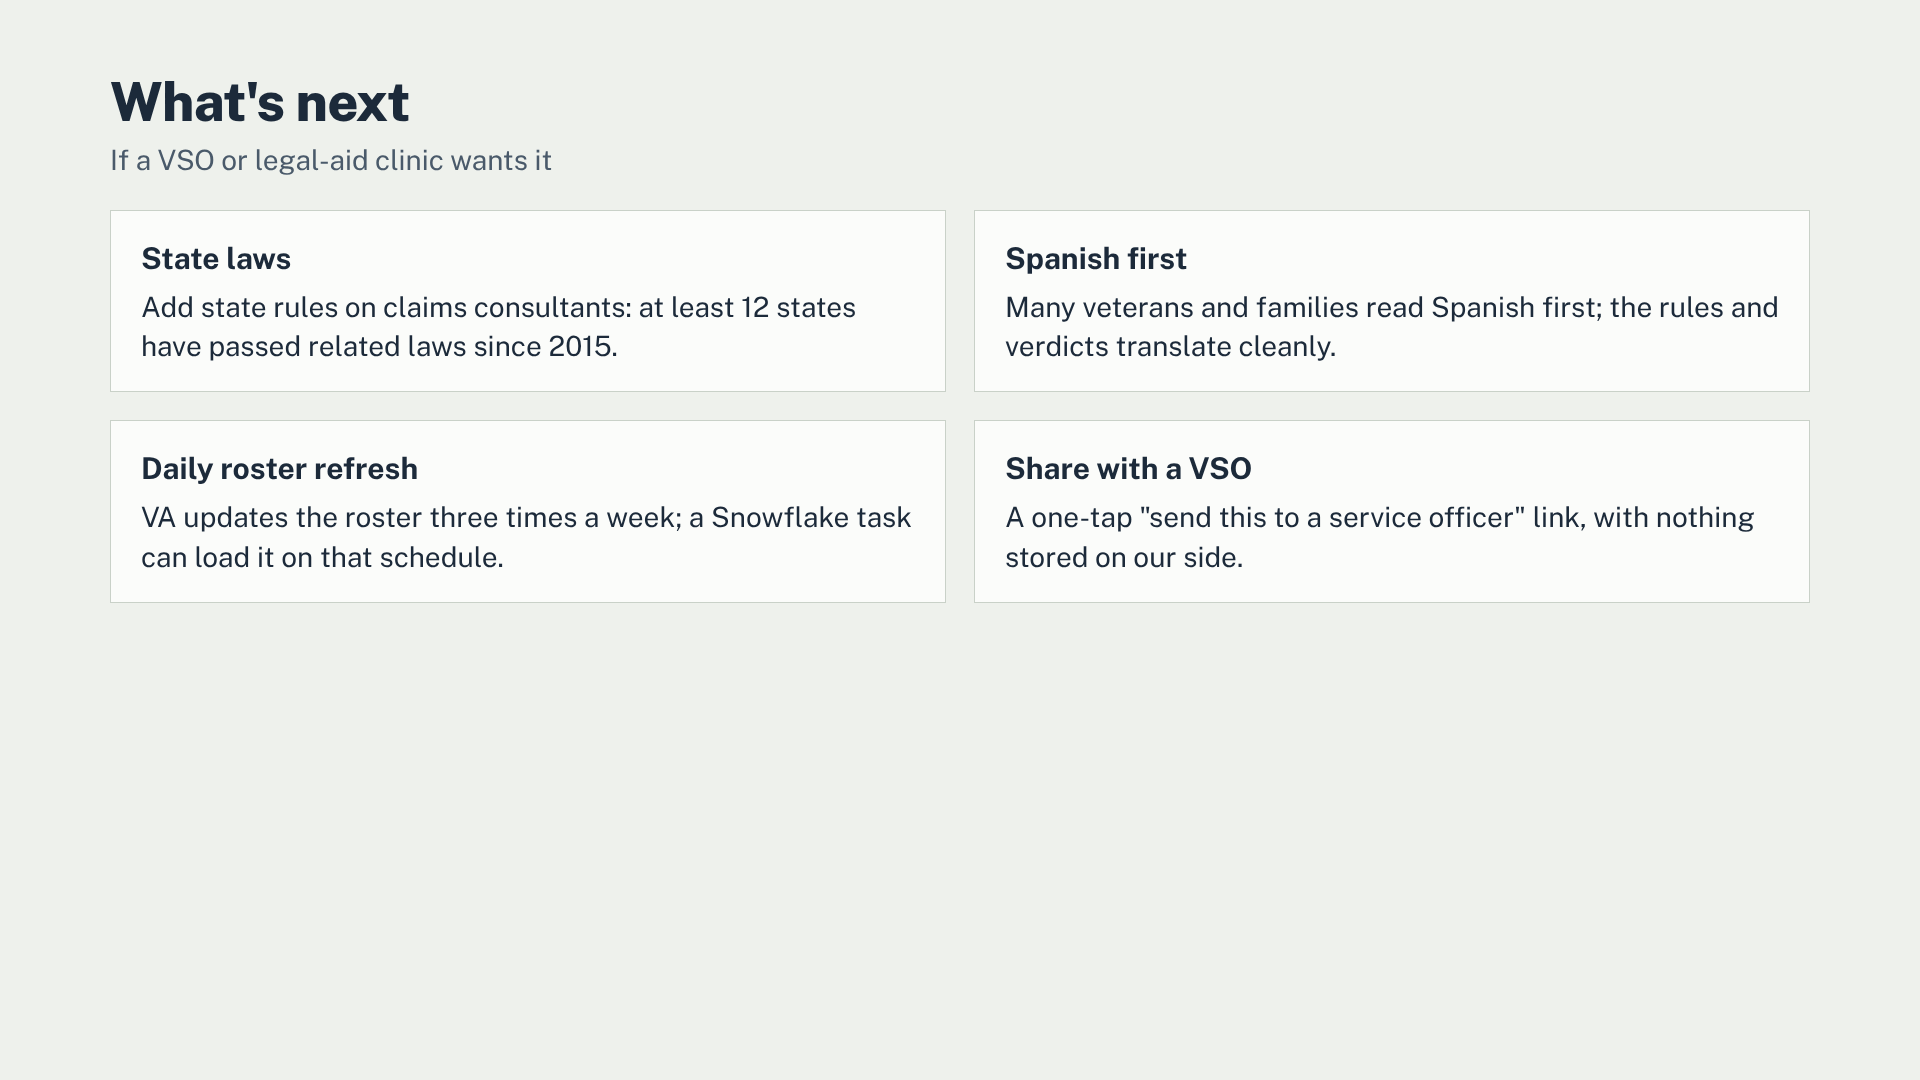 What's next
If a VSO or legal-aid clinic wants it
State laws
Add state rules on claims consultants: at least 12 states
have passed related laws since 2015.
Spanish first
Many veterans and families read Spanish first; the rules and
verdicts translate cleanly.
Daily roster refresh
VA updates the roster three times a week; a Snowflake task
can load it on that schedule.
Share with a VSO
A one-tap "send this to a service officer" link, with nothing
stored on our side.